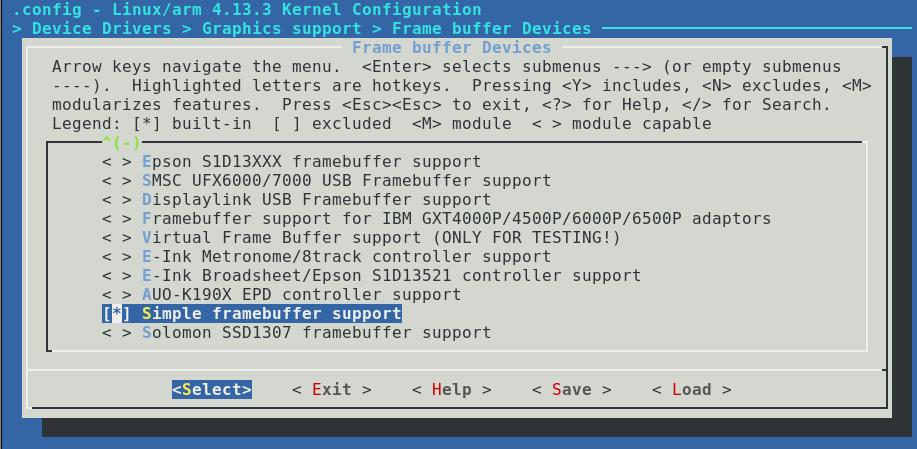 .config - Linux/arm 4.13.3 Kernel Configuration
> Device Drivers > Graphics support > Frame buffer Devices
Frame buffer Devices
Arrow keys navigate the menu.  <Enter> selects submenus ---> (or empty submenus
----).  Highlighted letters are hotkeys.  Pressing <Y> includes, <N> excludes, <M>
modularizes features.  Press <Esc><Esc> to exit, <?> for Help, </> for Search.
Legend: [*] built-in  [ ] excluded  <M> module  < > module capable
^(-)
< > Epson S1D13XXX framebuffer support
< > SMSC UFX6000/7000 USB Framebuffer support
< > Displaylink USB Framebuffer support
< > Framebuffer support for IBM GXT4000P/4500P/6000P/6500P adaptors
< > Virtual Frame Buffer support (ONLY FOR TESTING!)
< > E-Ink Metronome/8track controller support
< > E-Ink Broadsheet/Epson S1D13521 controller support
< > AUO-K190X EPD controller support
[*] Simple framebuffer support
< > Solomon SSD1307 framebuffer support
<Select>    < Exit >    < Help >    < Save >    < Load >